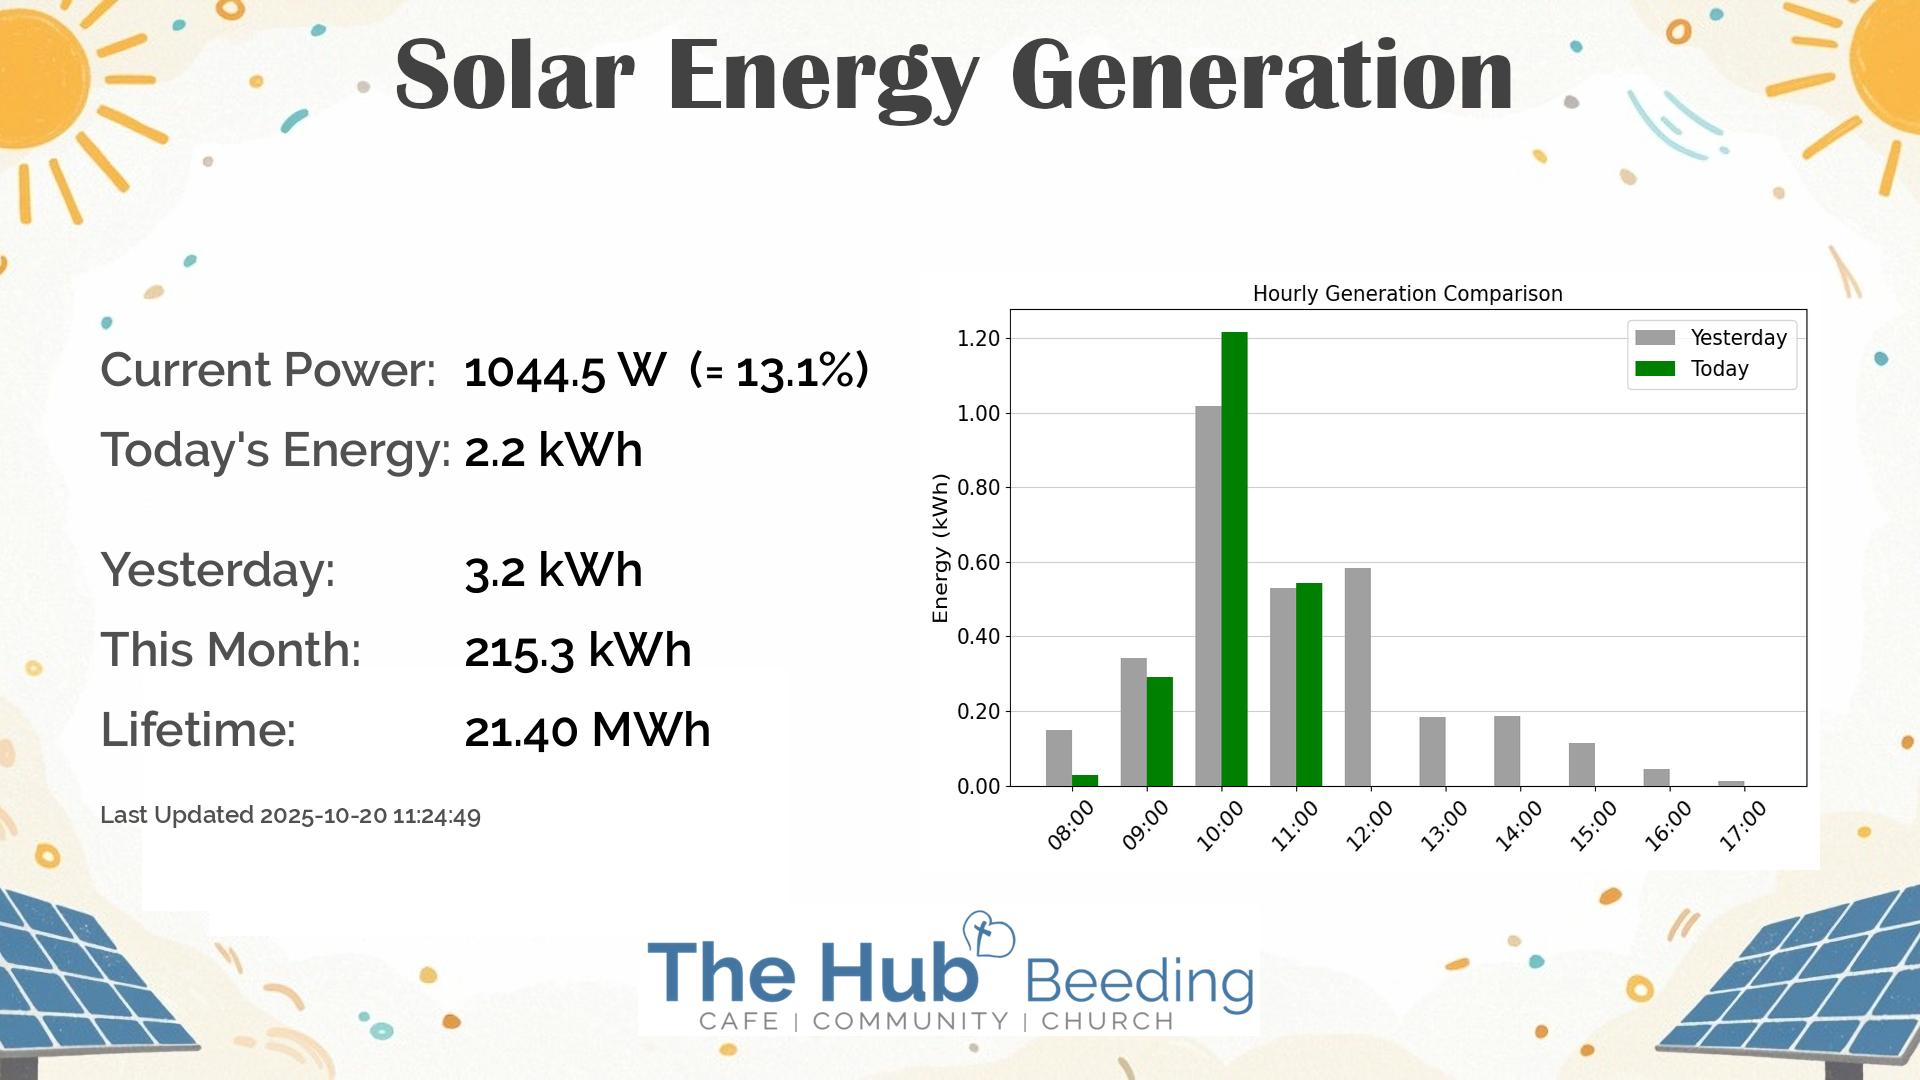 Solar Energy Generation
Current Power: 1044.5 W (= 13.1%)
Today's Energy: 2.2 kWh
Yesterday: 3.2 kWh
This Month: 215.3 kWh
Lifetime: 21.40 MWh
Last Updated 2025-10-20 11:24:49
Hourly Generation Comparison
Yesterday
Today
Energy (kWh)
1.20
1.00
0.80
0.60
0.40
0.20
0.00
08:00 09:00 10:00 11:00 12:00 13:00 14:00 15:00 16:00 17:00
The Hub Beeding
CAFE | COMMUNITY | CHURCH